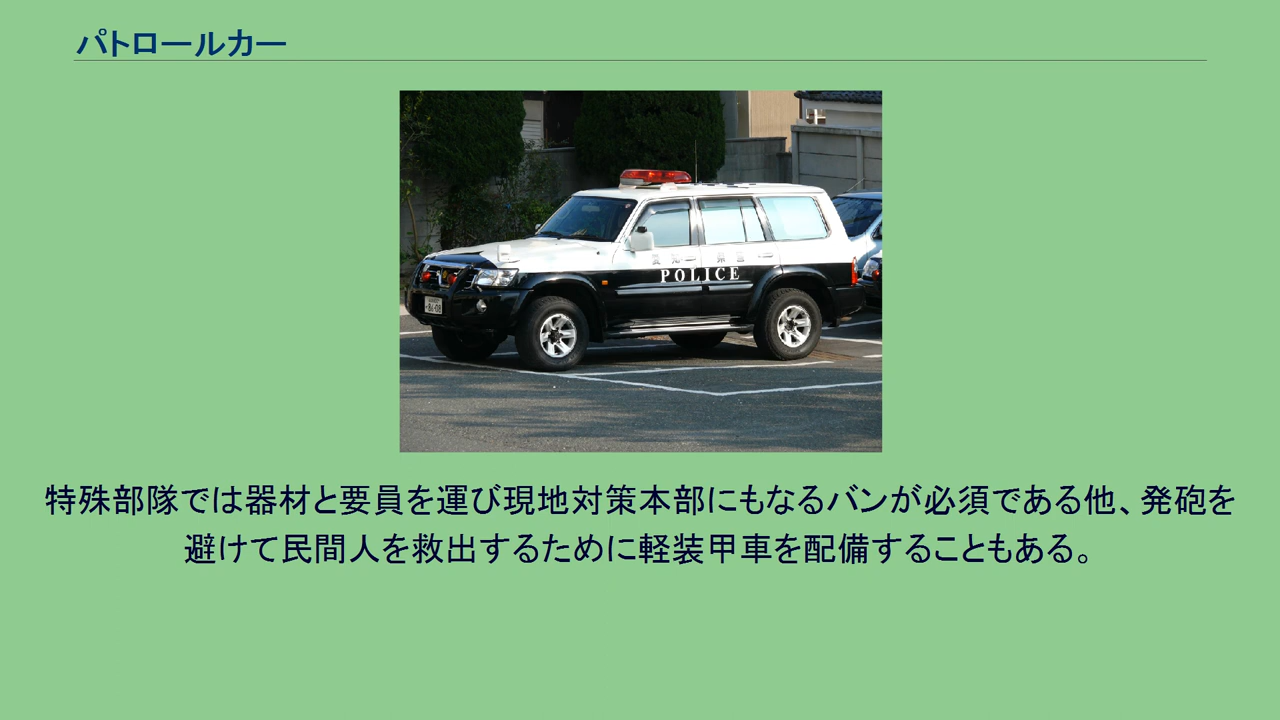 パトロールカー
POLICE
特殊部隊では器材と要員を運び現地対策本部にもなるバンが必須である他、発砲を
避けて民間人を救出するために軽装甲車を配備することもある。